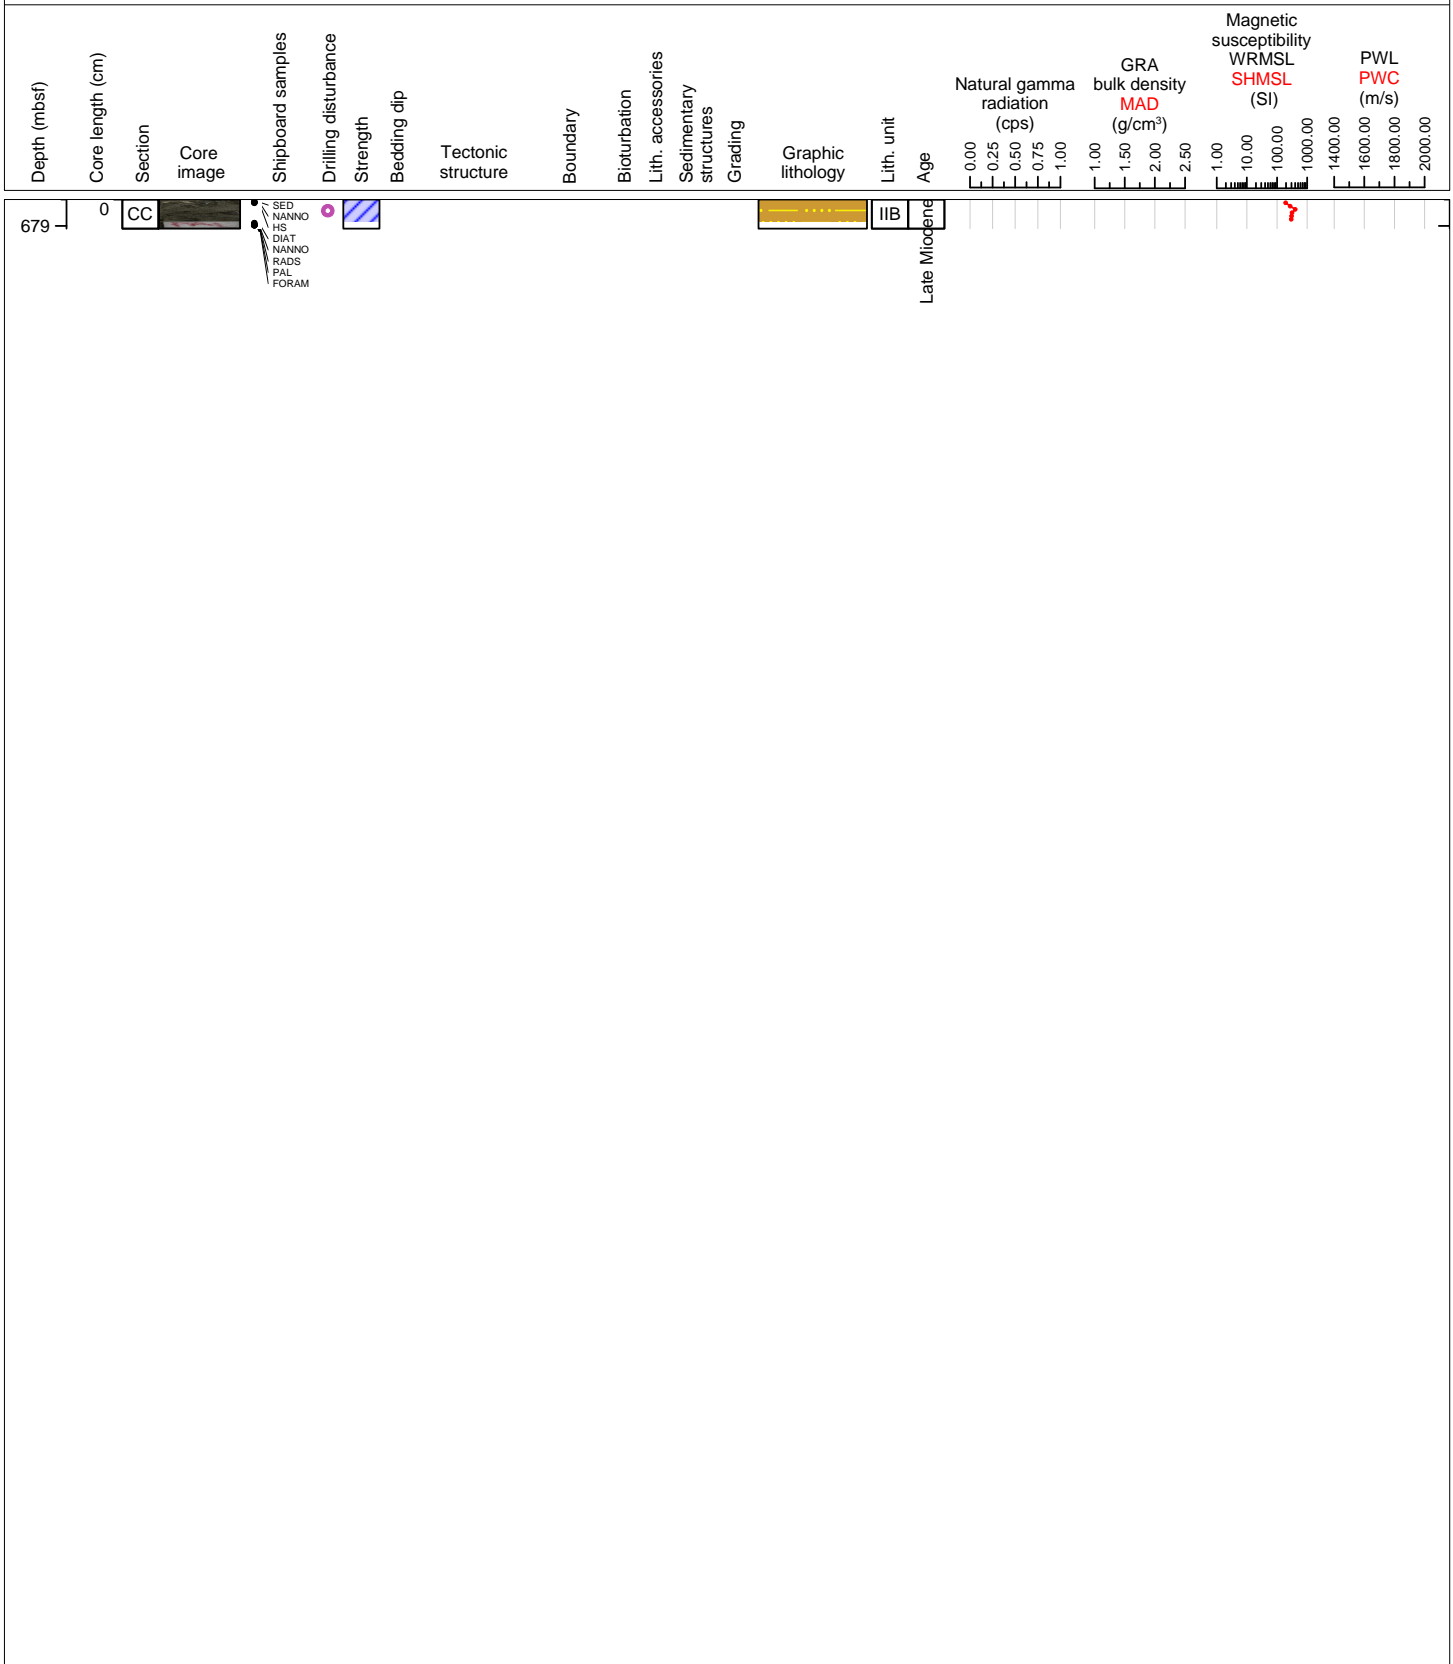 Depth (mbsf)
Core length (cm)
Section
Core
image
Shipboard samples
Drilling disturbance
Strength
Bedding dip
Tectonic
structure
Boundary
Bioturbation
Lith. accessories
Sedimentary
structures
Grading
Graphic
lithology
Lith. unit
Age
Natural gamma
radiation
(cps)
0.00
0.25
0.50
0.75
1.00
GRA
bulk density
MAD
(g/cm³)
1.00
1.50
2.00
2.50
Magnetic
susceptibility
WRMSL
SHMSL
(SI)
1.00
10.00
100.00
1000.00
PWL
PWC
(m/s)
1400.00
1600.00
1800.00
2000.00
679
0
CC
SED
NANNO
HS
DIAT
NANNO
RADS
PAL
FORAM
IIB
Late Miocene